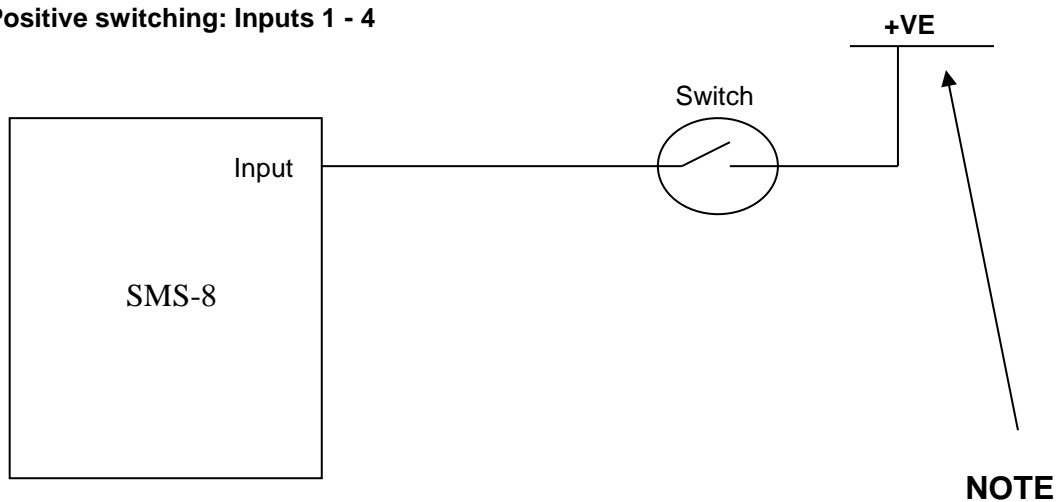 Positive switching: Inputs 1 - 4
+VE
Switch
Input
SMS-8
NOTE